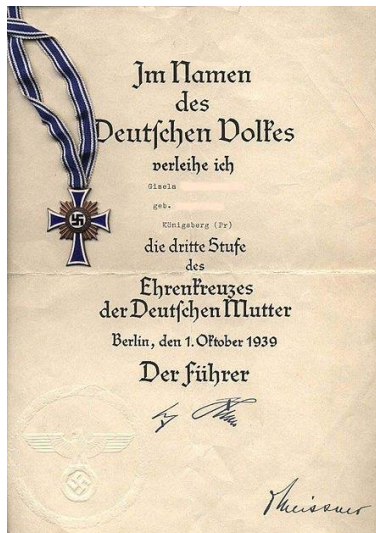 Im Namen
des
Deutschen Volkes
verleihe ich
Gisela
geb.
Königsberg (Pr)
die dritte Stufe
des
Ehrenkreuzes
der Deutschen Mutter
Berlin, den 1. Oktober 1939
Der Führer
Meissner